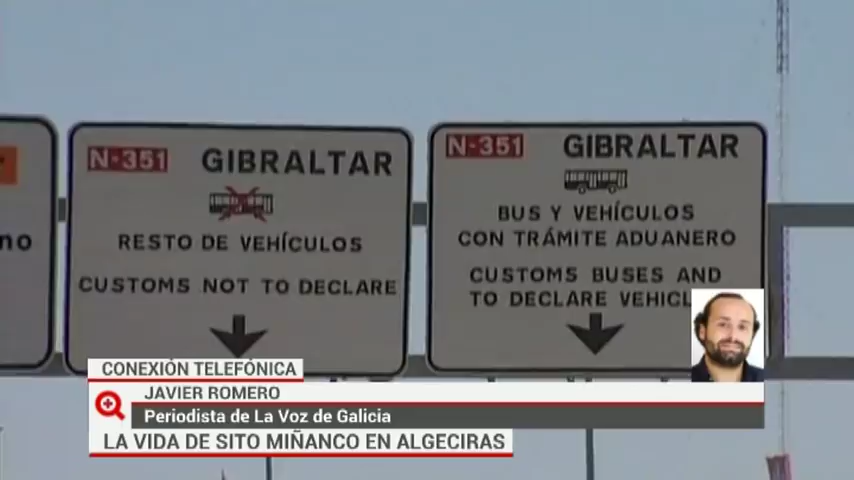 no
N-351 GIBRALTAR
RESTO DE VEHÍCULOS
CUSTOMS NOT TO DECLARE
N-351 GIBRALTAR
BUS Y VEHÍCULOS
CON TRÁMITE ADUANERO
CUSTOMS BUSES AND
TO DECLARE
CONEXIÓN TELEFÓNICA
JAVIER ROMERO
Periodista de La Voz de Galicia
LA VIDA DE SITO MIÑANCO EN ALGECIRAS